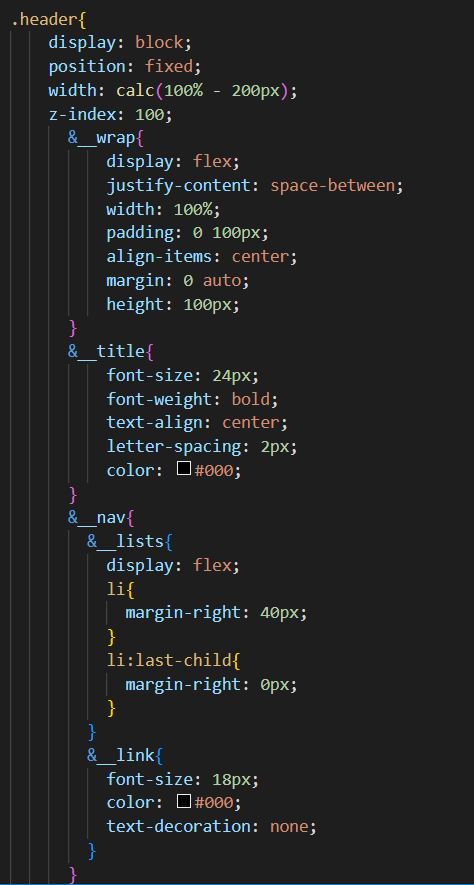 .header{
display: block;
position: fixed;
width: calc(100% - 200px);
z-index: 100;
&__wrap{
display: flex;
justify-content: space-between;
width: 100%;
padding: 0 100px;
align-items: center;
margin: 0 auto;
height: 100px;
}
&__title{
font-size: 24px;
font-weight: bold;
text-align: center;
letter-spacing: 2px;
color: #000;
}
&__nav{
&__lists{
display: flex;
li{
margin-right: 40px;
}
li:last-child{
margin-right: 0px;
}
}
&__link{
font-size: 18px;
color: #000;
text-decoration: none;
}
}